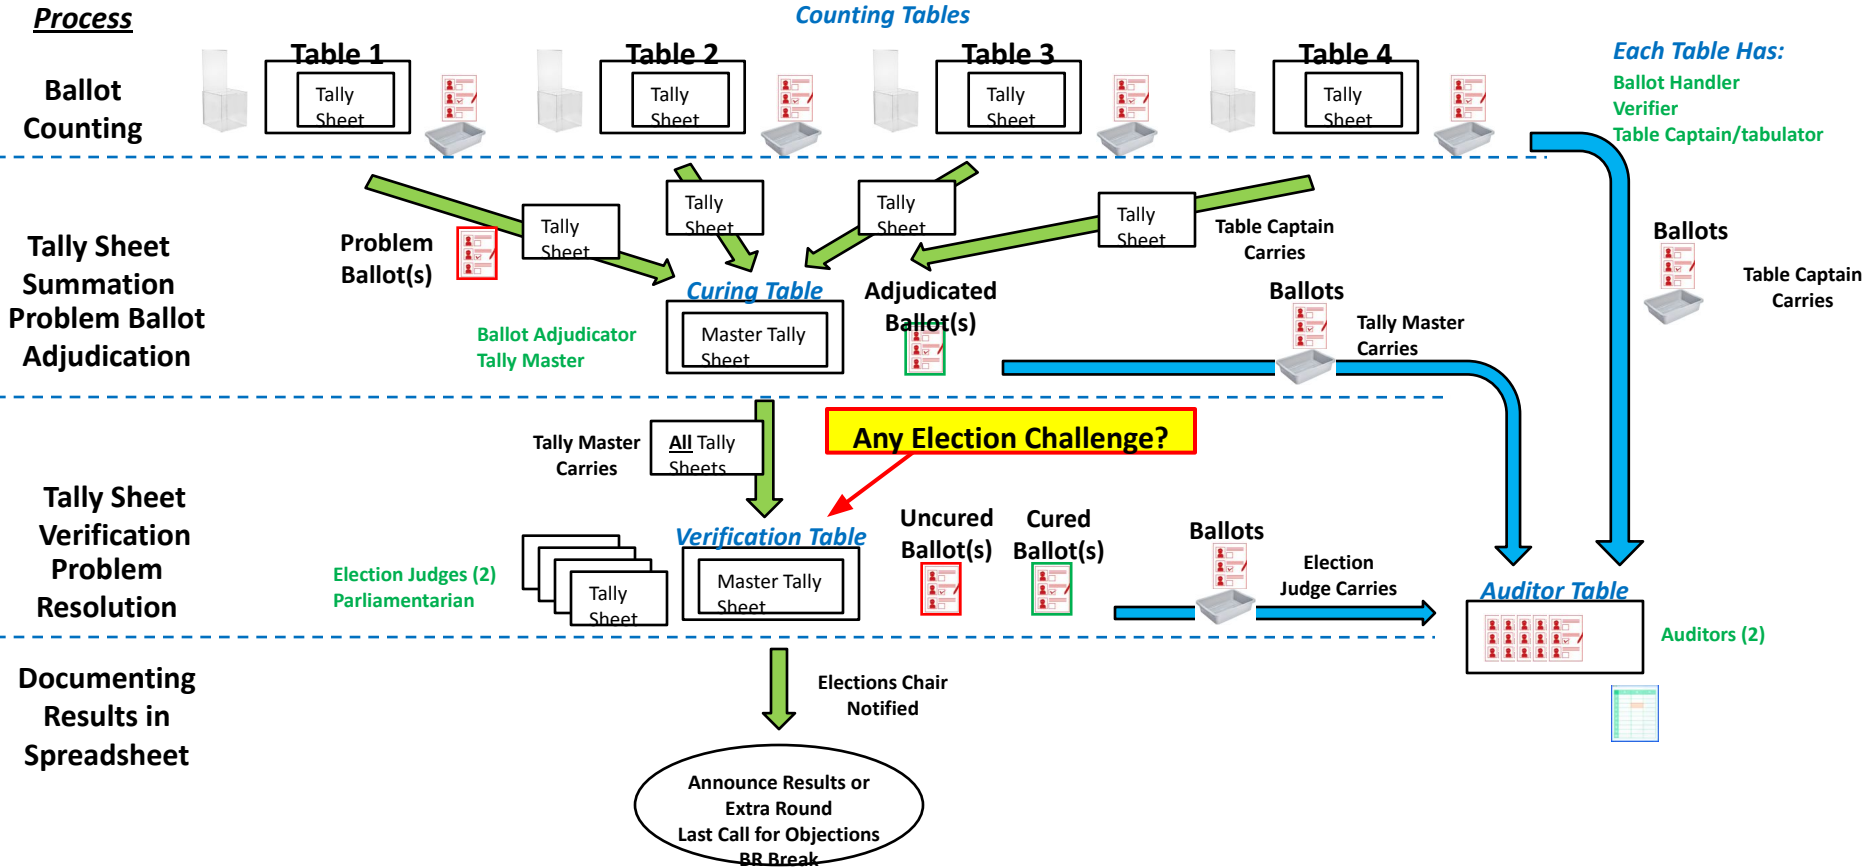 Process
Counting Tables
Table 1
Table 2
Table 3
Table 4
Each Table Has:
Ballot Handler
Verifier
Table Captain/tabulator
Ballot
Counting
Tally
Sheet
Tally
Sheet
Tally
Sheet
Tally
Sheet
Tally Sheet
Summation
Problem Ballot
Adjudication
Problem
Ballot(s)
Tally
Sheet
Tally
Sheet
Tally
Sheet
Tally
Sheet
Table Captain
Carries
Ballots
Table Captain
Carries
Curing Table
Master Tally
Sheet
Ballot Adjudicator
Tally Master
Adjudicated
Ballot(s)
Ballots
Tally Master
Carries
Tally Master
Carries
All Tally
Sheets
Any Election Challenge?
Tally Sheet
Verification
Problem
Resolution
Election Judges (2)
Parliamentarian
Tally
Sheet
Verification Table
Master Tally
Sheet
Uncured
Ballot(s)
Cured
Ballot(s)
Ballots
Election
Judge Carries
Auditor Table
Auditors (2)
Documenting
Results in
Spreadsheet
Elections Chair
Notified
Announce Results or
Extra Round
Last Call for Objections
BR Break